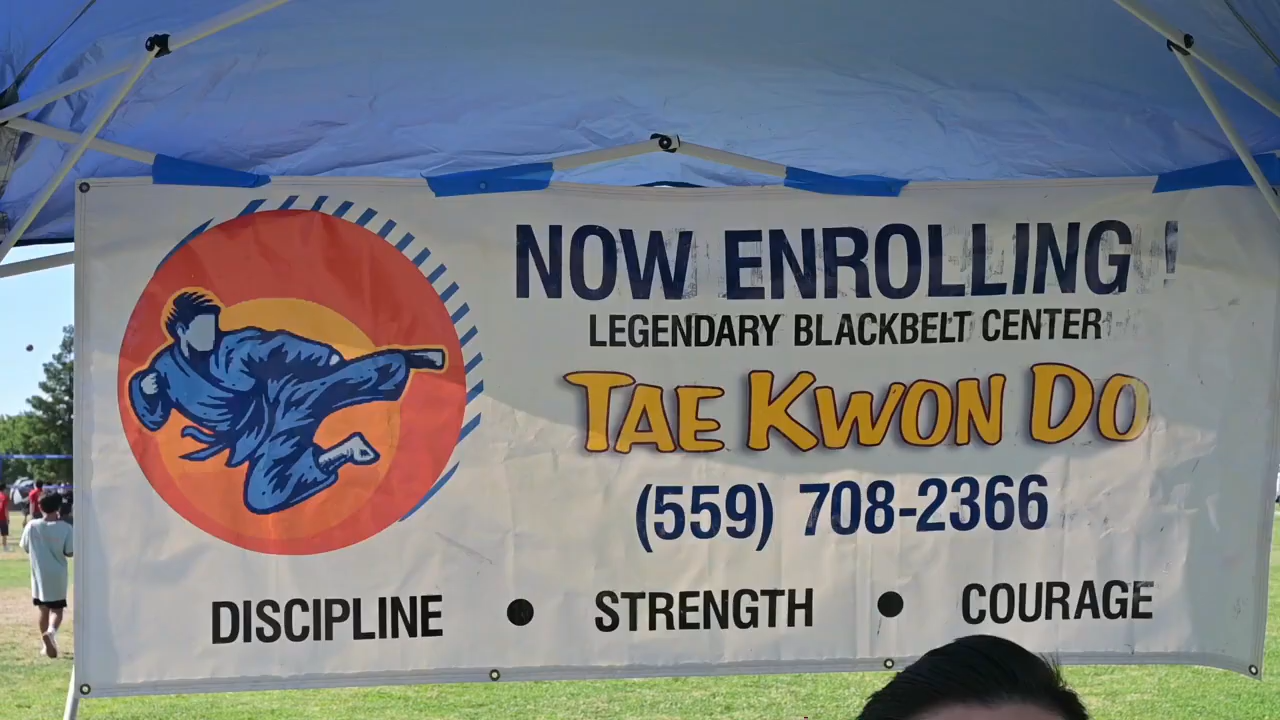 NOW ENROLLING !
LEGENDARY BLACKBELT CENTER
TAE KWON DO
(559) 708-2366
DISCIPLINE • STRENGTH • COURAGE